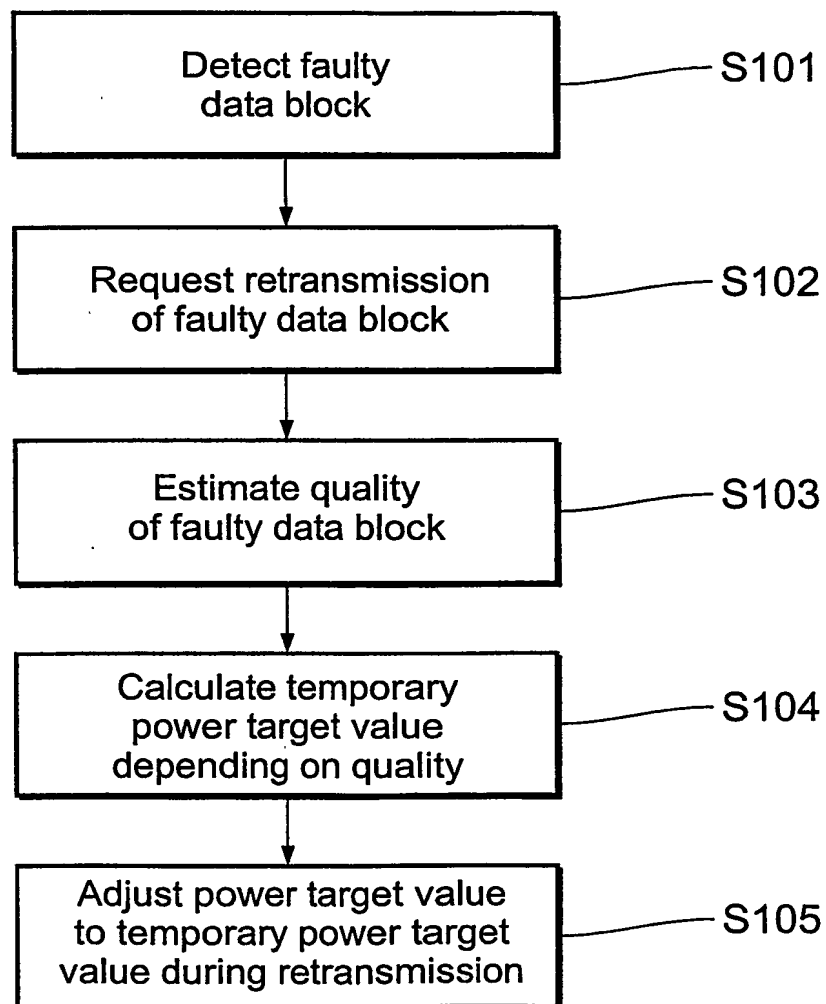 Detect faulty
data block
S101
Request retransmission
of faulty data block
S102
Estimate quality
of faulty data block
S103
Calculate temporary
power target value
depending on quality
S104
Adjust power target value
to temporary power target
value during retransmission
S105